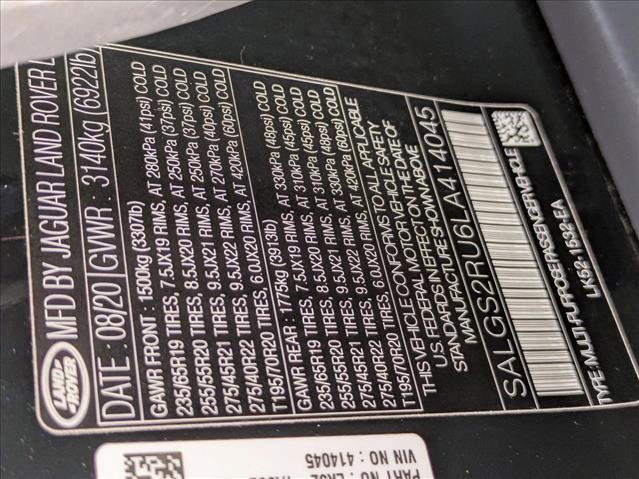 LAND ROVER
MFD BY JAGUAR LAND ROVER
DATE : 08/20 GVWR : 3140kg (6922lb)
GAWR FRONT : 1500kg (3307lb)
235/65R19 TIRES, 7.5JX19 RIMS, AT 280kPa (41psi) COLD
255/55R20 TIRES, 8.5JX20 RIMS, AT 250kPa (37psi) COLD
275/45R21 TIRES, 9.5JX21 RIMS, AT 250kPa (37psi) COLD
275/40R22 TIRES, 9.5JX22 RIMS, AT 270kPa (40psi) COLD
T195/70R20 TIRES, 6.0JX20 RIMS, AT 420kPa (60psi) COLD
GAWR REAR : 1775kg (3913lb)
235/65R19 TIRES, 7.5JX19 RIMS, AT 330kPa (48psi) COLD
255/55R20 TIRES, 8.5JX20 RIMS, AT 310kPa (45psi) COLD
275/45R21 TIRES, 9.5JX21 RIMS, AT 310kPa (45psi) COLD
275/40R22 TIRES, 9.5JX22 RIMS, AT 330kPa (48psi) COLD
T195/70R20 TIRES, 6.0JX20 RIMS, AT 420kPa (60psi) COLD
THIS VEHICLE CONFORMS TO ALL APPLICABLE
U.S. FEDERAL MOTOR VEHICLE SAFETY
STANDARDS IN EFFECT ON THE DATE OF
MANUFACTURE SHOWN ABOVE
SALGS2RU6LA414045
TYPE : MULTI-PURPOSE PASSENGER VEHICLE
LK52-1532-EA
PART NO : LK52
VIN NO : 414045